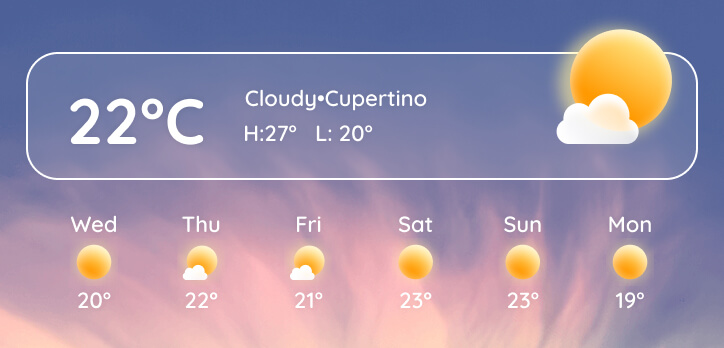 22°C
Cloudy•Cupertino
H:27° L: 20°
Wed Thu Fri Sat Sun Mon
20° 22° 21° 23° 23° 19°